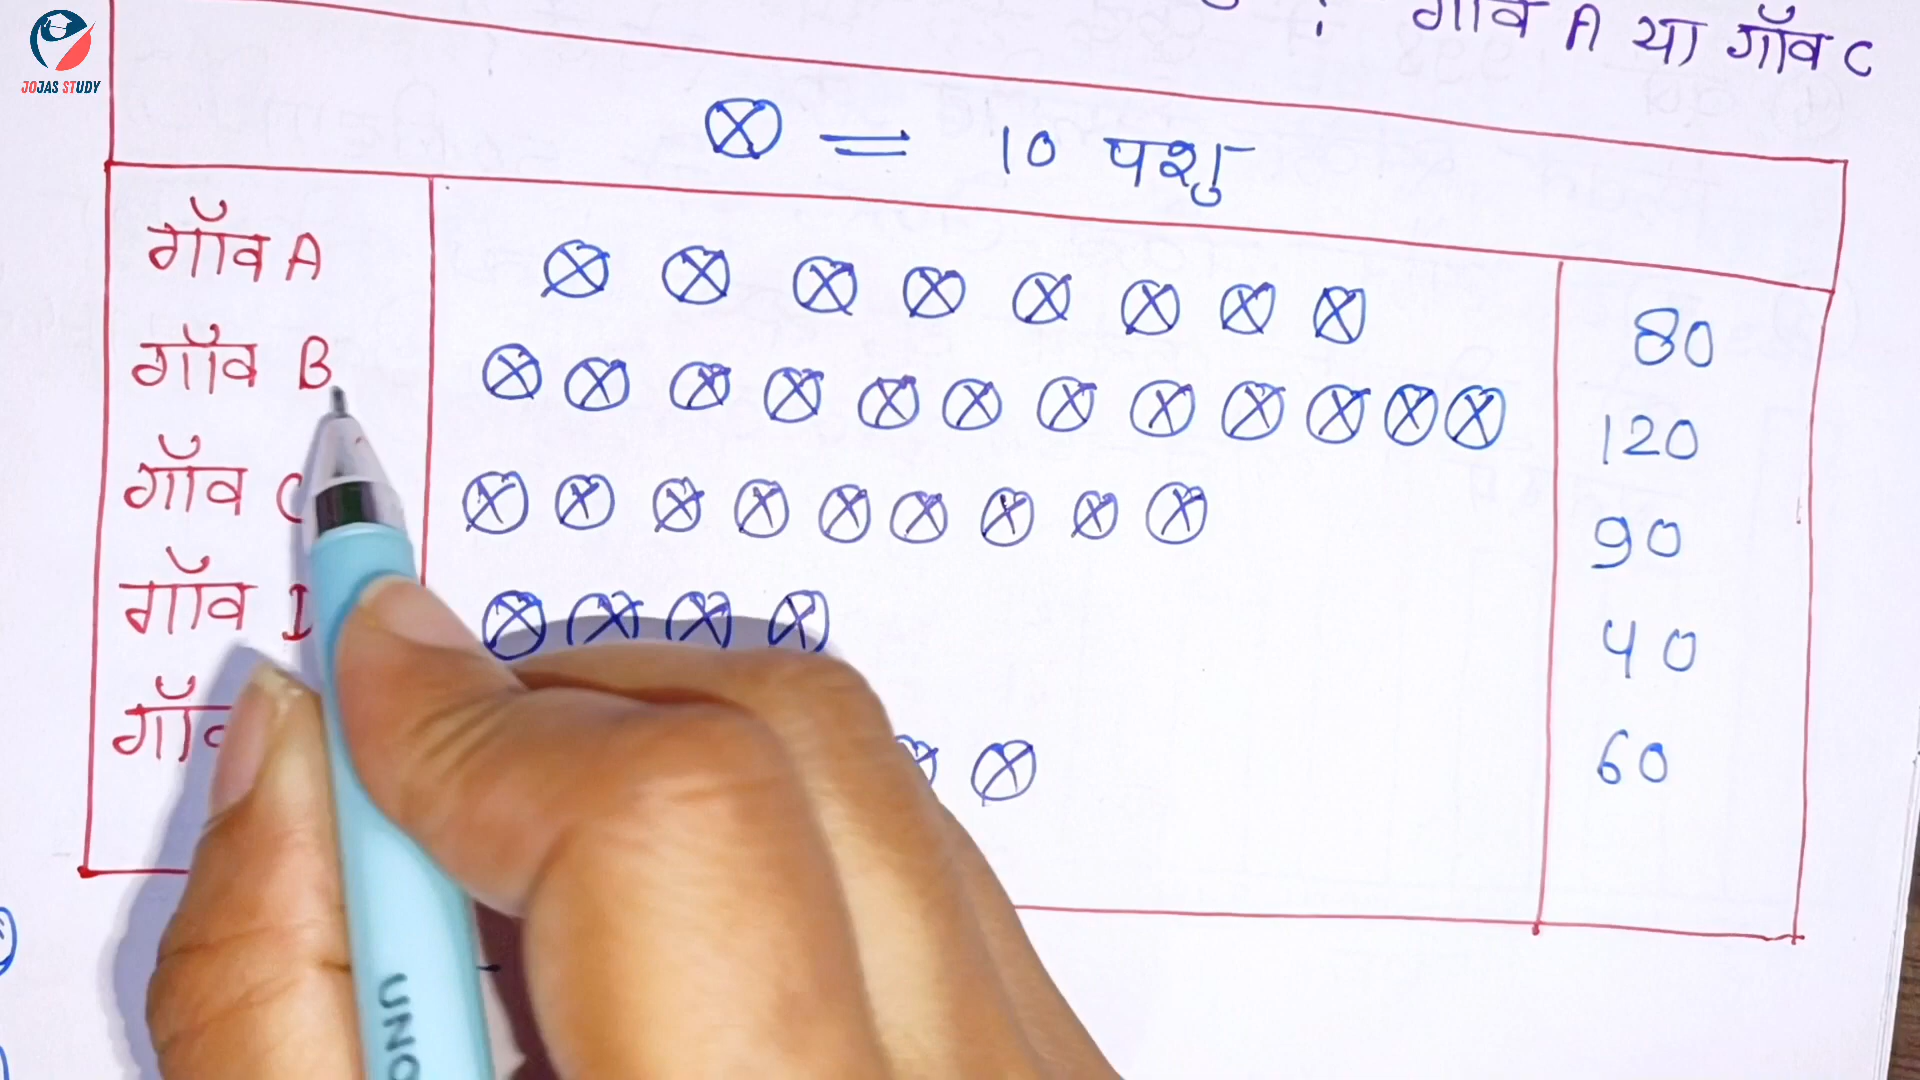 JOJAS STUDY
? गॉव A या गॉव C
ⓧ = 10 पशु
गॉव A ⓧ ⓧ ⓧ ⓧ ⓧ ⓧ ⓧ ⓧ 80
गॉव B ⓧ ⓧ ⓧ ⓧ ⓧ ⓧ ⓧ ⓧ ⓧ ⓧ ⓧ ⓧ 120
गॉव C ⓧ ⓧ ⓧ ⓧ ⓧ ⓧ ⓧ ⓧ ⓧ 90
गॉव ⓧ ⓧ ⓧ ⓧ 40
गॉव ⓧ ⓧ 60
UNO